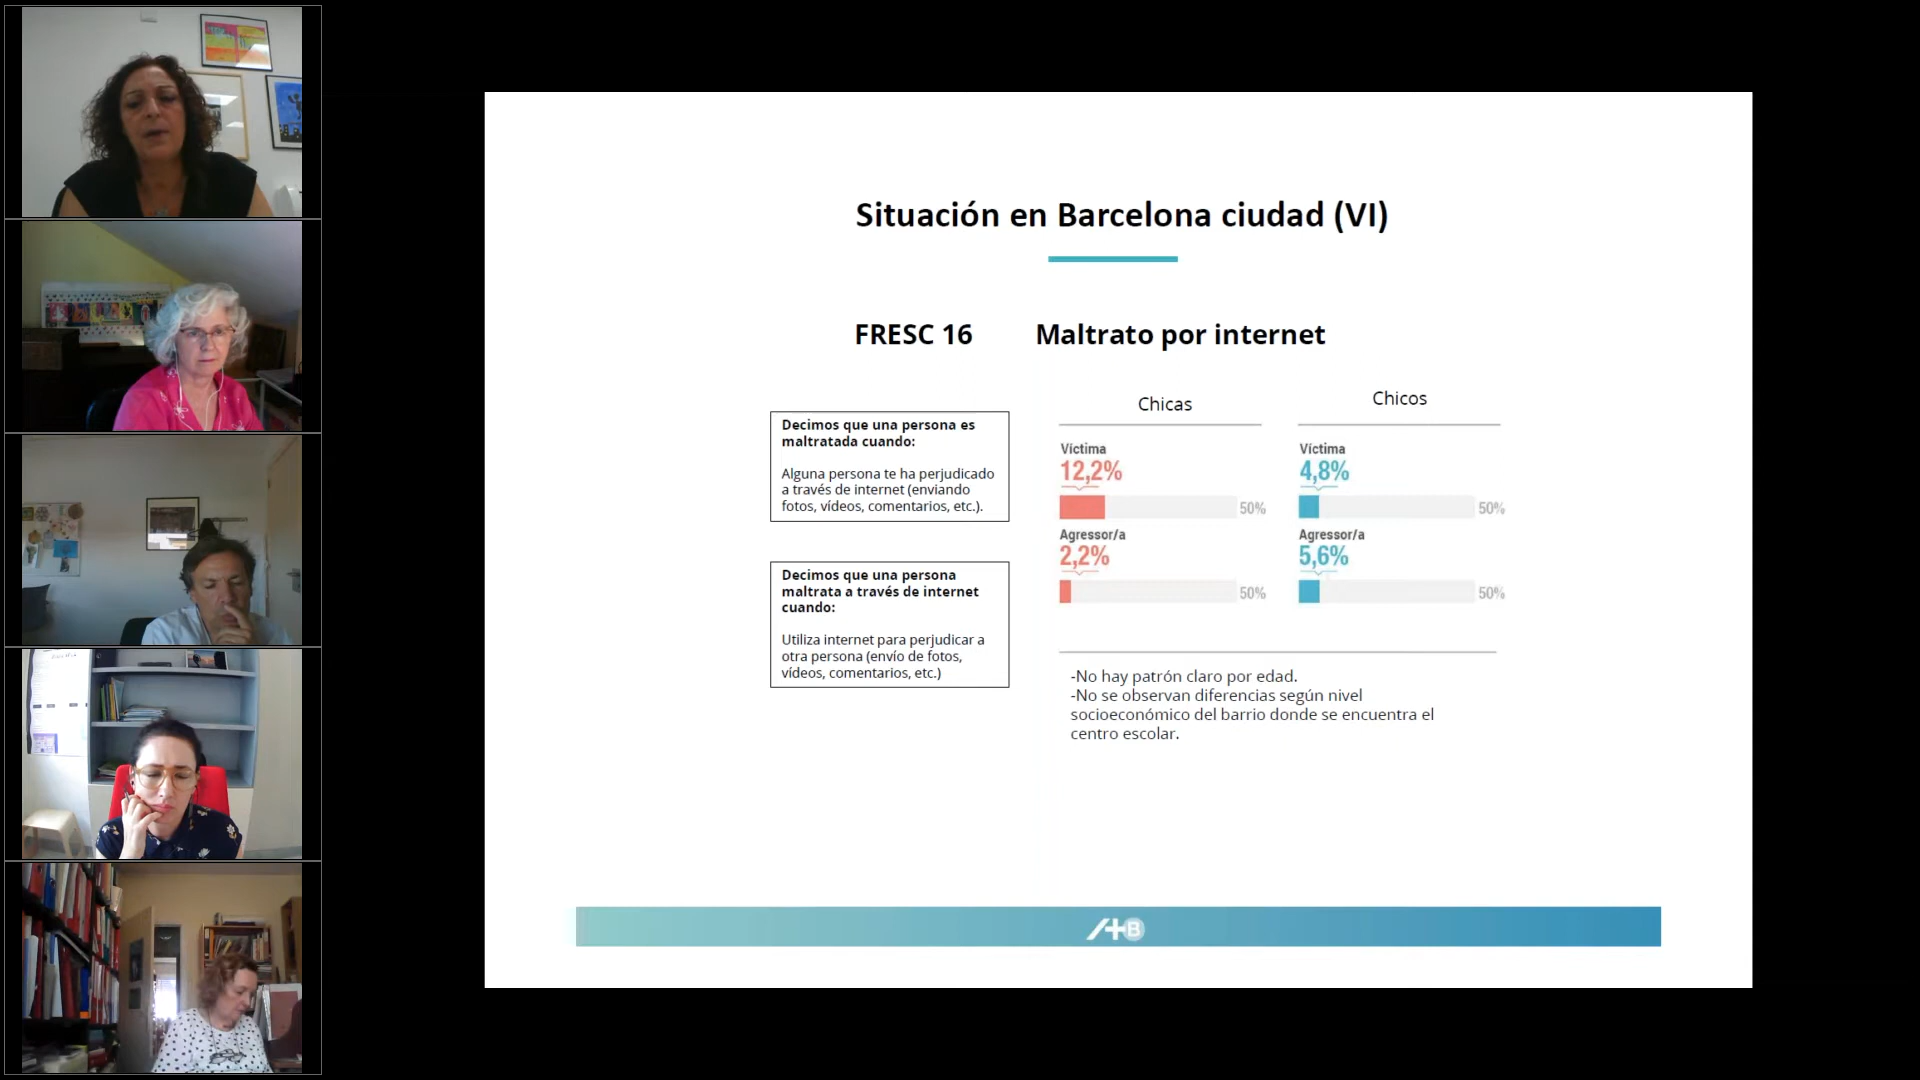 Situación en Barcelona ciudad (VI)
FRESC 16
Maltrato por internet
Decimos que una persona es
maltratada cuando:
Alguna persona te ha perjudicado
a través de internet (enviando
fotos, vídeos, comentarios, etc.).
Decimos que una persona
maltrata a través de internet
cuando:
Utiliza internet para perjudicar a
otra persona (envío de fotos,
vídeos, comentarios, etc.)
Chicas
Víctima
12,2%
50%
Agressor/a
2,2%
50%
Chicos
Víctima
4,8%
50%
Agressor/a
5,6%
50%
-No hay patrón claro por edad.
-No se observan diferencias según nivel
socioeconómico del barrio donde se encuentra el
centro escolar.
B